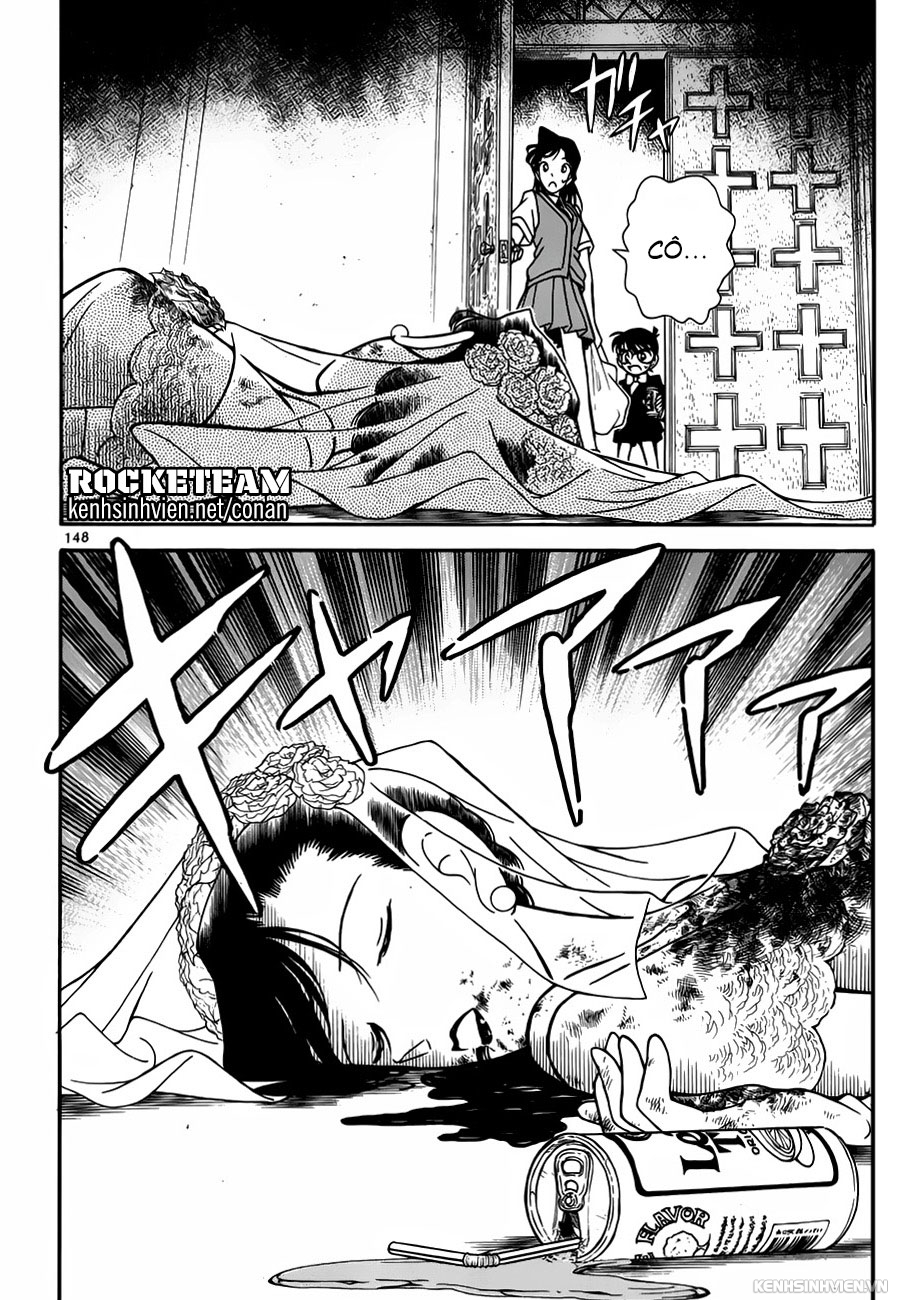 ガチャ
CÔ...
ROCKETEAM
kenhsinhvien.net/conan
148
キャアアア
FLAVOR
KENHSINHVIEN.VN